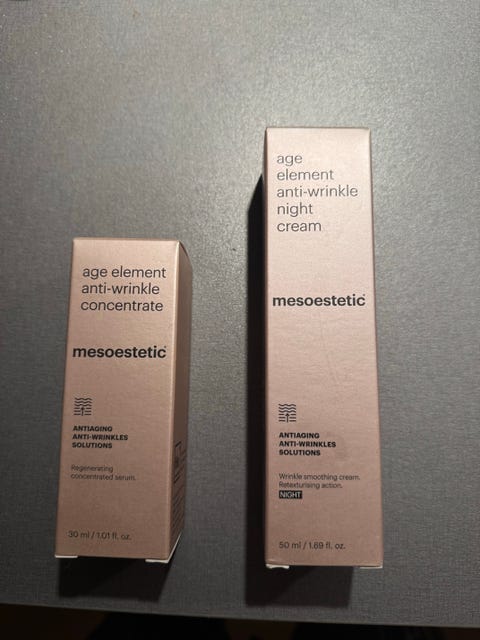 age element
anti-wrinkle
concentrate
mesoestetic®
ANTIAGING
ANTI-WRINKLES
SOLUTIONS
Regenerating
concentrated serum.
30 ml / 1.01 fl. oz.
age
element
anti-wrinkle
night
cream
mesoestetic®
ANTIAGING
ANTI-WRINKLES
SOLUTIONS
Wrinkle smoothing cream.
Retexturising action.
NIGHT
50 ml / 1.69 fl. oz.